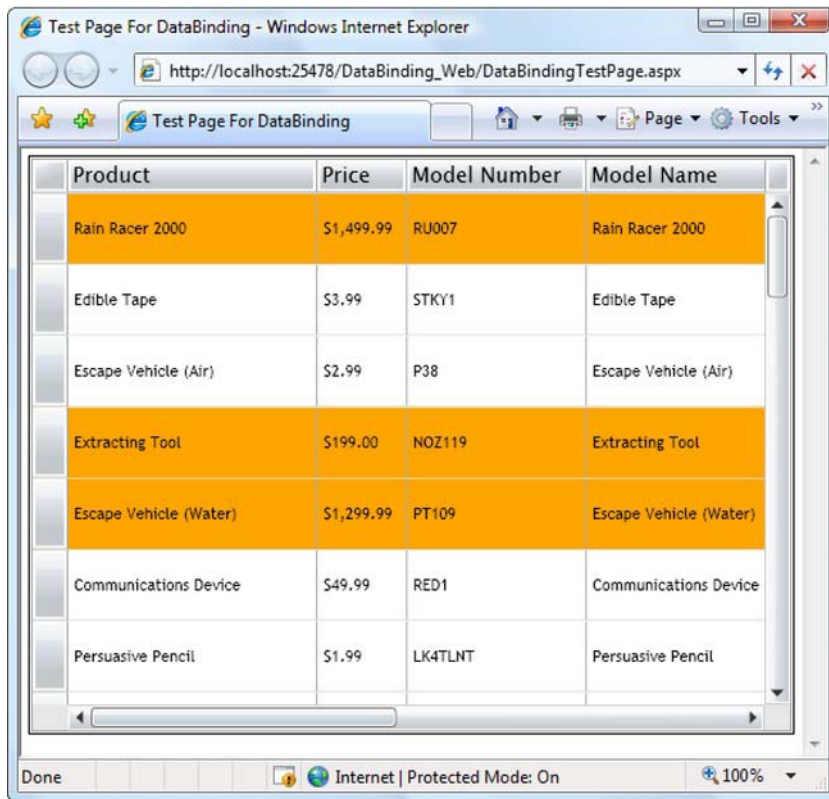 Test Page For DataBinding - Windows Internet Explorer
http://localhost:25478/DataBinding_Web/DataBindingTestPage.aspx
Test Page For DataBinding Page Tools
Product Price Model Number Model Name
Rain Racer 2000 $1,499.99 RU007 Rain Racer 2000
Edible Tape $3.99 STKY1 Edible Tape
Escape Vehicle (Air) $2.99 P38 Escape Vehicle (Air)
Extracting Tool $199.00 NOZ119 Extracting Tool
Escape Vehicle (Water) $1,299.99 PT109 Escape Vehicle (Water)
Communications Device $49.99 RED1 Communications Device
Persuasive Pencil $1.99 LK4TLNT Persuasive Pencil
Done Internet | Protected Mode: On 100%